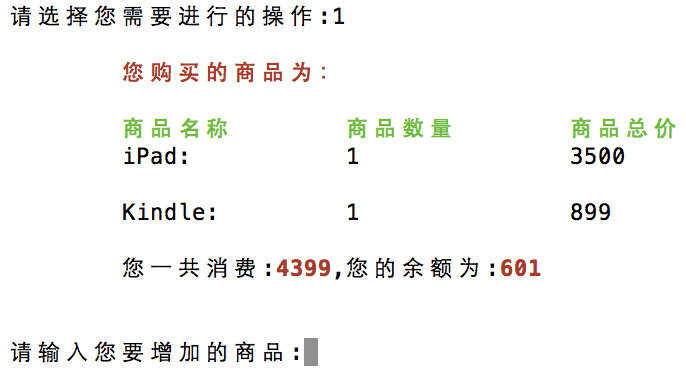 请选择您需要进行的操作:1
您购买的商品为:
商品名称 商品数量 商品总价
iPad: 1 3500
Kindle: 1 899
您一共消费:4399,您的余额为:601
请输入您要增加的商品: